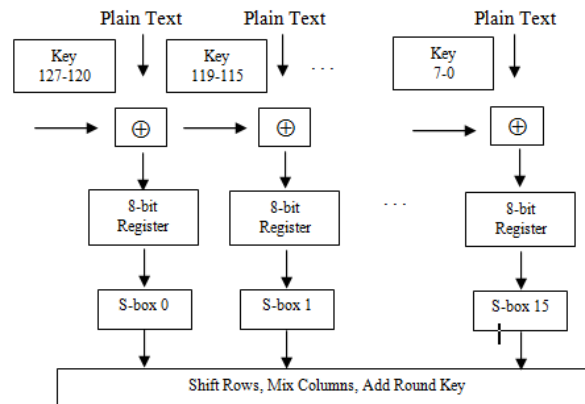 Plain Text Plain Text Plain Text
Key Key Key
127-120 119-115 . . . 7-0
⊕ ⊕ ⊕
8-bit 8-bit . . . 8-bit
Register Register Register
S-box 0 S-box 1 S-box 15
Shift Rows, Mix Columns, Add Round Key